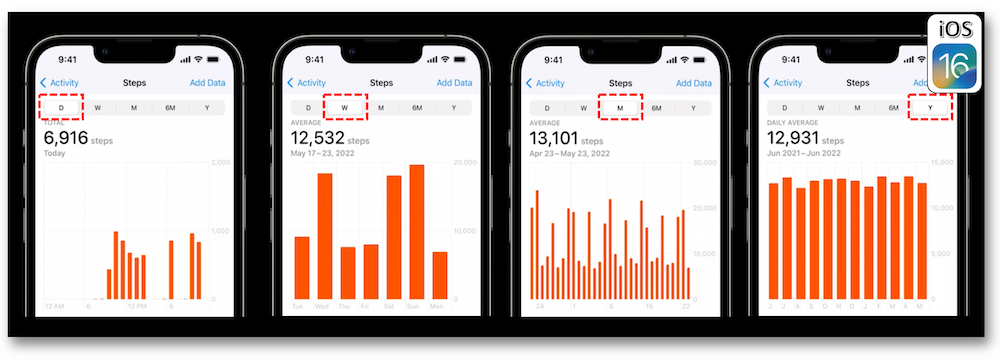 iOS
16
9:41
Activity Steps Add Data
D W M 6M Y
TOTAL
6,916 steps
Today
2,000
1,000
0
12 AM 6 12 PM 6
9:41
Activity Steps Add Data
D W M 6M Y
AVERAGE
12,532 steps
May 17–23, 2022
20,000
10,000
0
Tue Wed Thu Fri Sat Sun Mon
9:41
Activity Steps Add Data
D W M 6M Y
AVERAGE
13,101 steps
Apr 23–May 23, 2022
30,000
20,000
10,000
0
24 1 8 15 22
9:41
Activity Steps Add Data
D W M 6M Y
DAILY AVERAGE
12,931 steps
Jun 2021–Jun 2022
15,000
10,000
5,000
0
J J A S O N D J F M A M